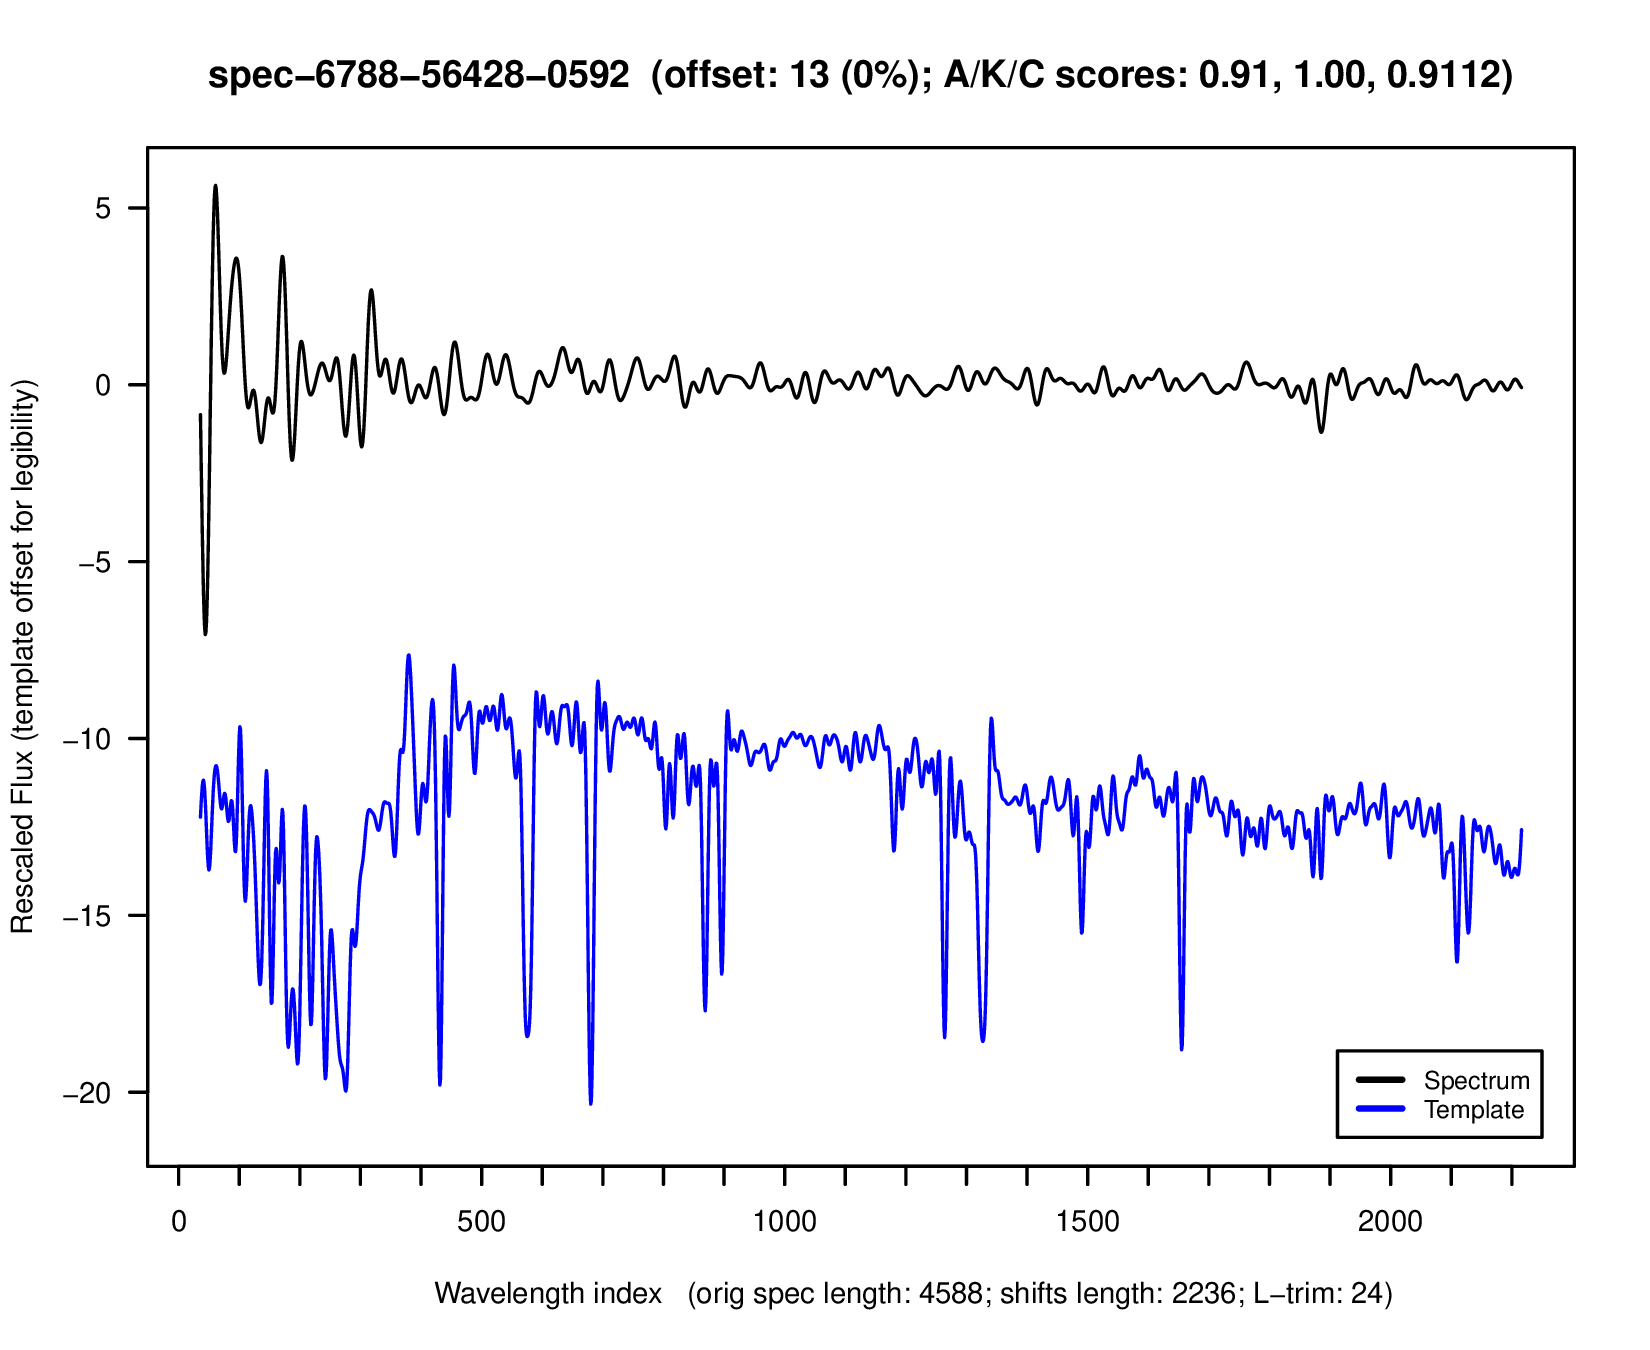 spec−6788−56428−0592  (offset: 13 (0%); A/K/C scores: 0.91, 1.00, 0.9112)
Rescaled Flux (template offset for legibility)
5
0
−5
−10
−15
−20
Spectrum
Template
0 500 1000 1500 2000
Wavelength index   (orig spec length: 4588; shifts length: 2236; L−trim: 24)